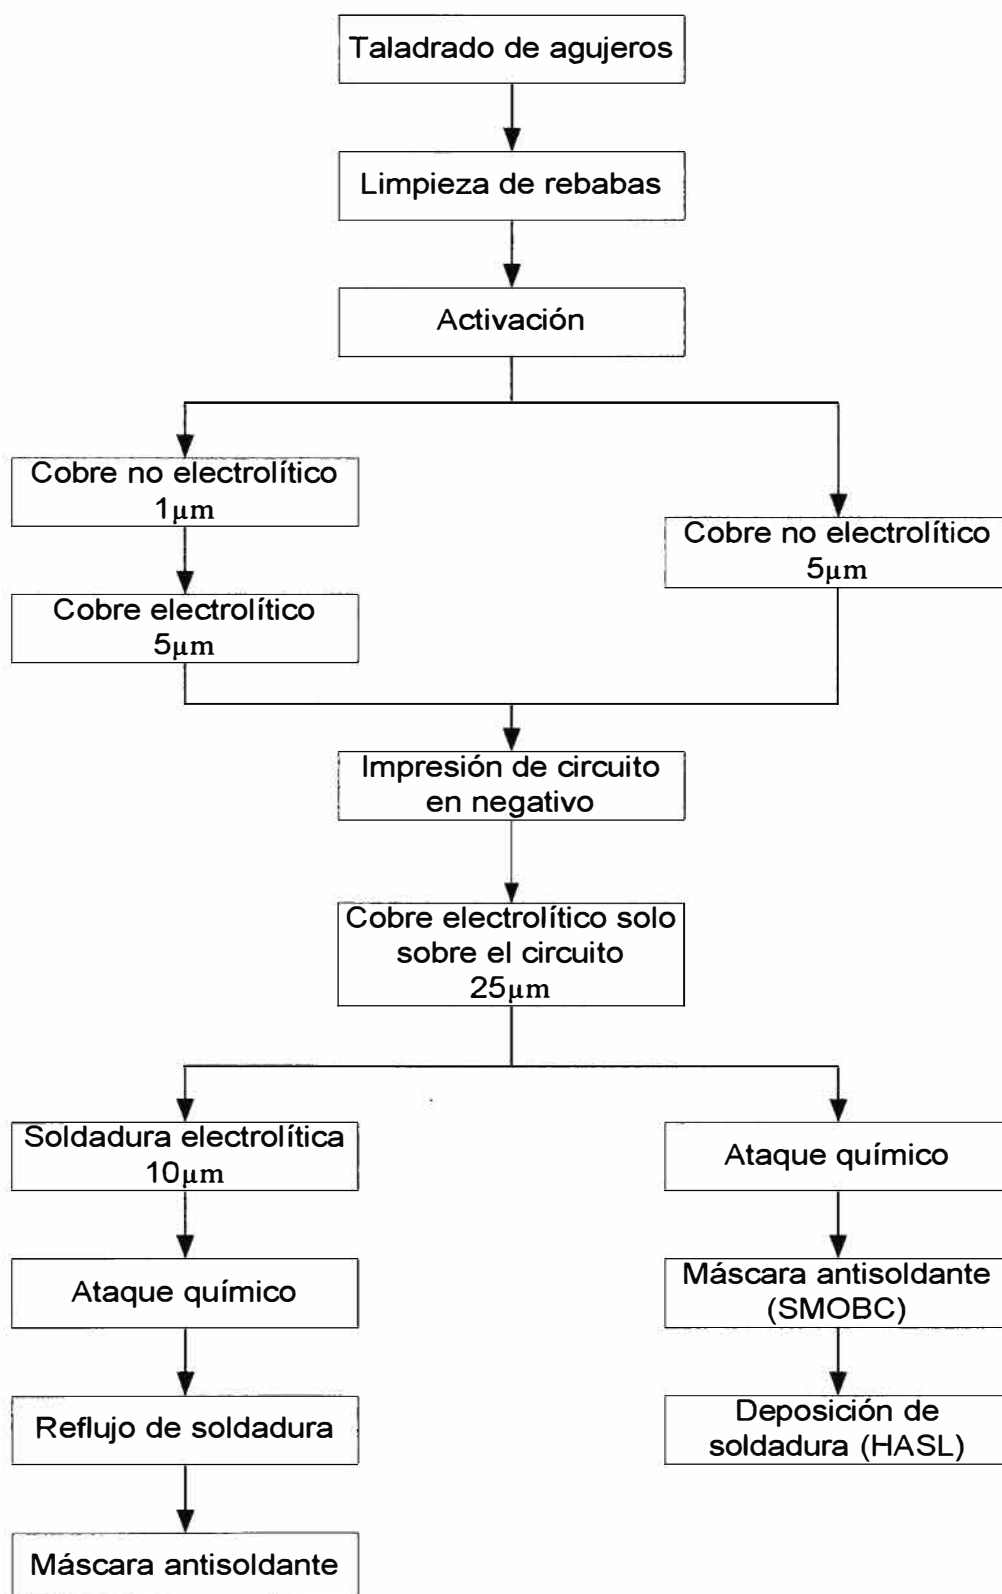 Taladrado de agujeros
Limpieza de rebabas
Activación
Cobre no electrolítico
1µm
Cobre no electrolítico
5µm
Cobre electrolítico
5µm
Impresión de circuito
en negativo
Cobre electrolítico solo
sobre el circuito
25µm
Soldadura electrolítica
10µm
Ataque químico
Reflujo de soldadura
Máscara antisoldante
Ataque químico
Máscara antisoldante
(SMOBC)
Deposición de
soldadura (HASL)